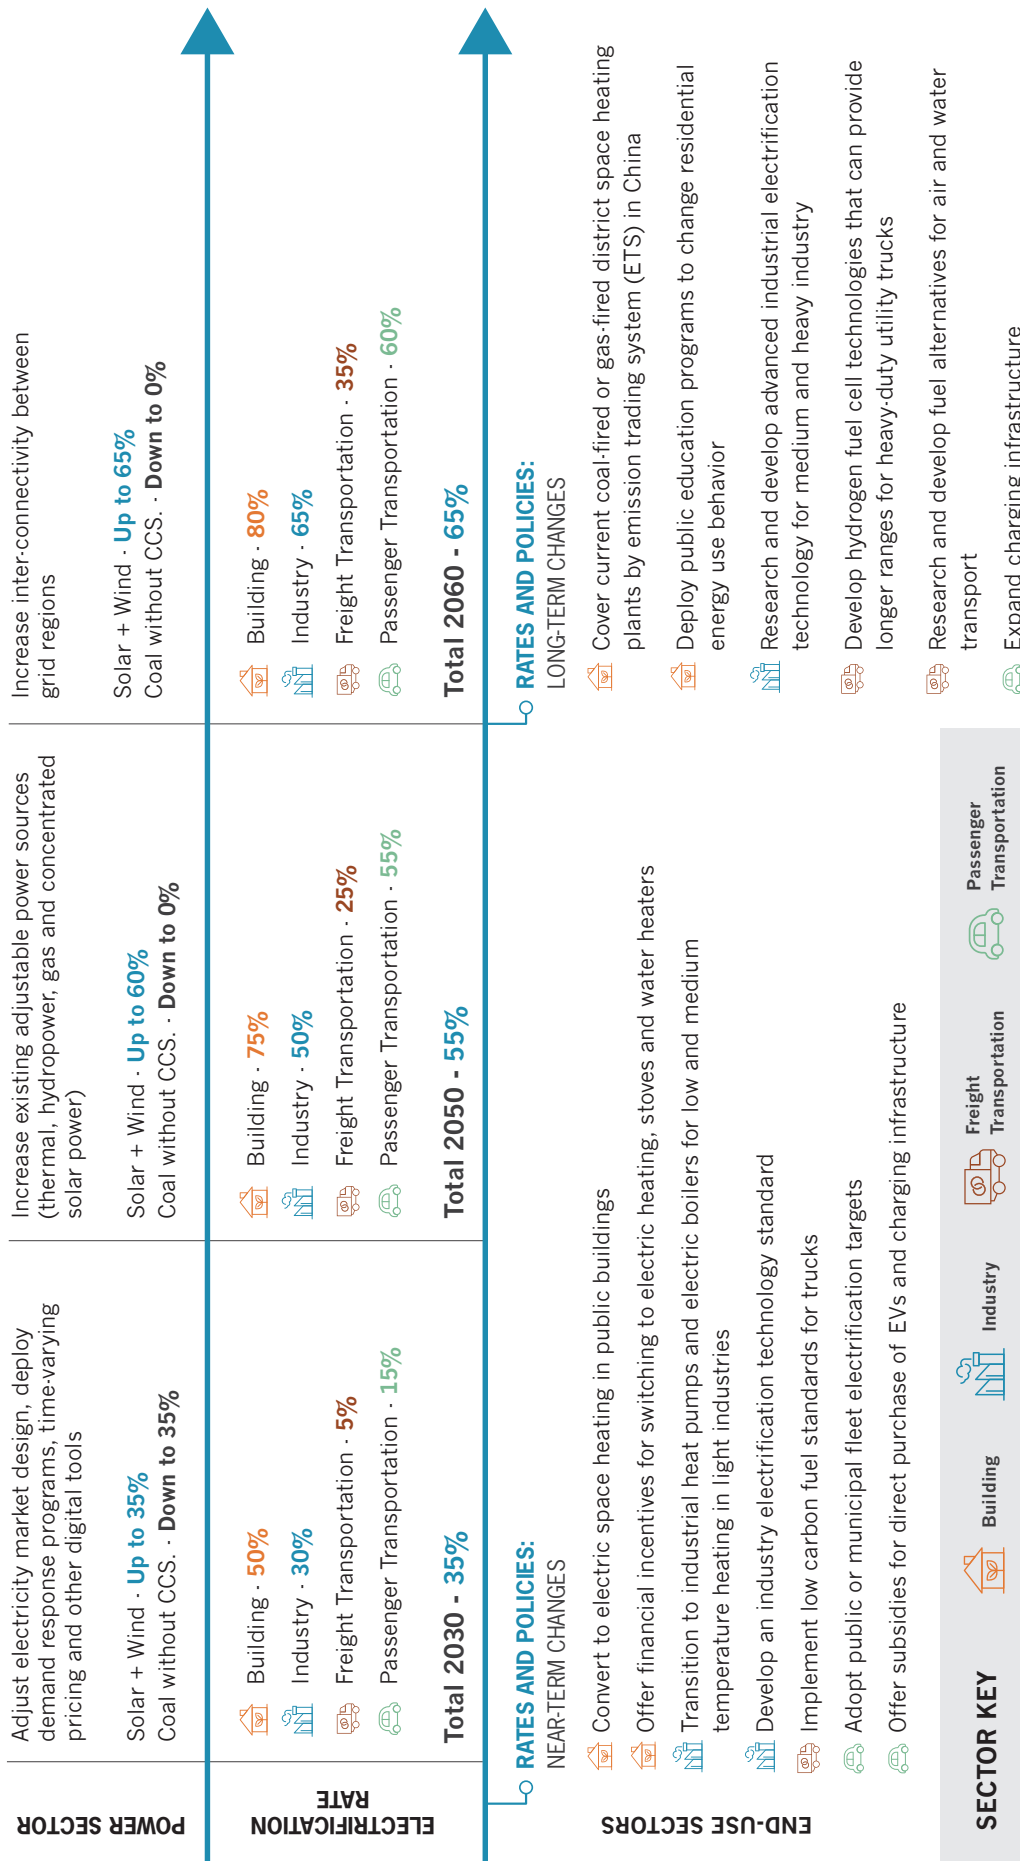 POWER SECTOR
Adjust electricity market design, deploy
demand response programs, time-varying
pricing and other digital tools
Solar + Wind · Up to 35%
Coal without CCS. · Down to 35%
Increase existing adjustable power sources
(thermal, hydropower, gas and concentrated
solar power)
Solar + Wind · Up to 60%
Coal without CCS. · Down to 0%
Increase inter-connectivity between
grid regions
Solar + Wind · Up to 65%
Coal without CCS. · Down to 0%
ELECTRIFICATION
RATE
Building · 50%
Industry · 30%
Freight Transportation · 5%
Passenger Transportation · 15%
Total 2030 - 35%
Building · 75%
Industry · 50%
Freight Transportation · 25%
Passenger Transportation · 55%
Total 2050 - 55%
Building · 80%
Industry · 65%
Freight Transportation · 35%
Passenger Transportation · 60%
Total 2060 - 65%
END-USE SECTORS
RATES AND POLICIES:
NEAR-TERM CHANGES
Convert to electric space heating in public buildings
Offer financial incentives for switching to electric heating, stoves and water heaters
Transition to industrial heat pumps and electric boilers for low and medium
temperature heating in light industries
Develop an industry electrification technology standard
Implement low carbon fuel standards for trucks
Adopt public or municipal fleet electrification targets
Offer subsidies for direct purchase of EVs and charging infrastructure
RATES AND POLICIES:
LONG-TERM CHANGES
Cover current coal-fired or gas-fired district space heating
plants by emission trading system (ETS) in China
Deploy public education programs to change residential
energy use behavior
Research and develop advanced industrial electrification
technology for medium and heavy industry
Develop hydrogen fuel cell technologies that can provide
longer ranges for heavy-duty utility trucks
Research and develop fuel alternatives for air and water
transport
Expand charging infrastructure
SECTOR KEY
Building
Industry
Freight
Transportation
Passenger
Transportation